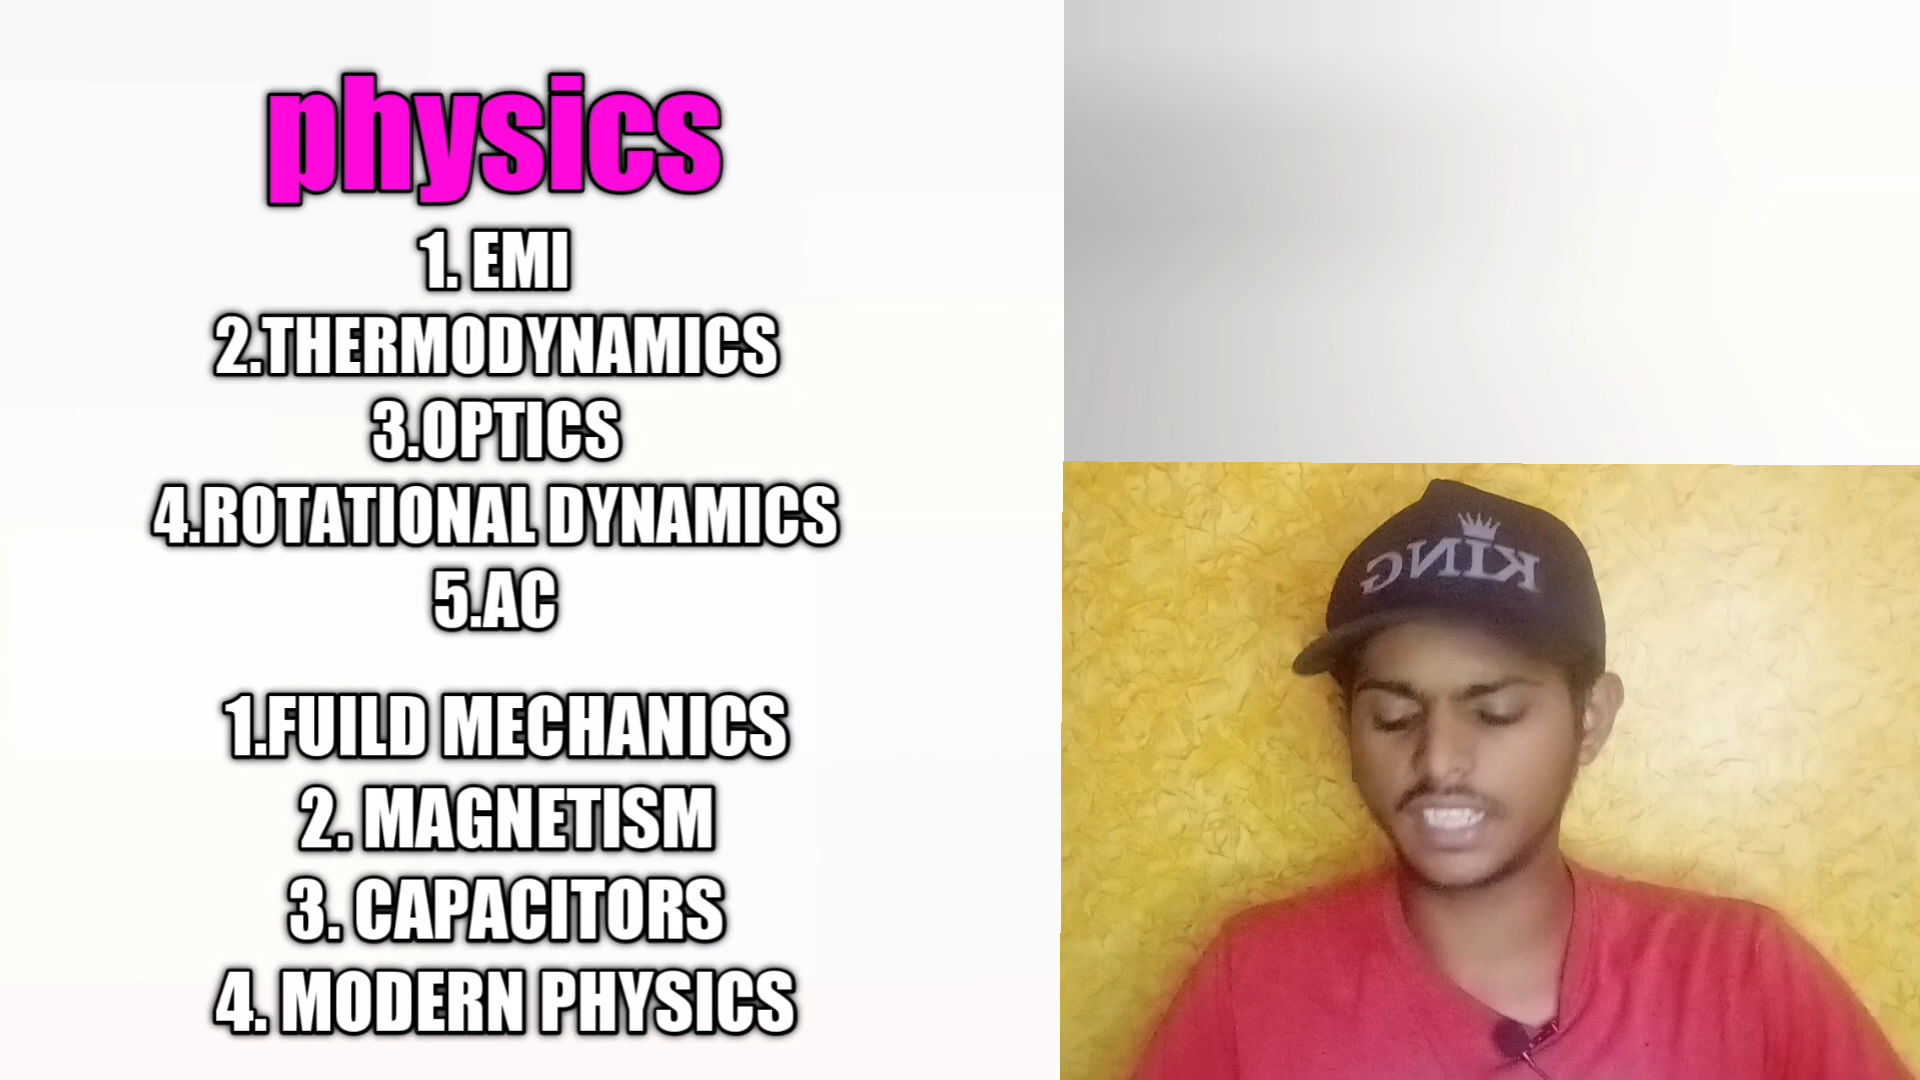 physics
1. EMI
2.THERMODYNAMICS
3.OPTICS
4.ROTATIONAL DYNAMICS
5.AC
1.FUILD MECHANICS
2. MAGNETISM
3. CAPACITORS
4. MODERN PHYSICS
KING